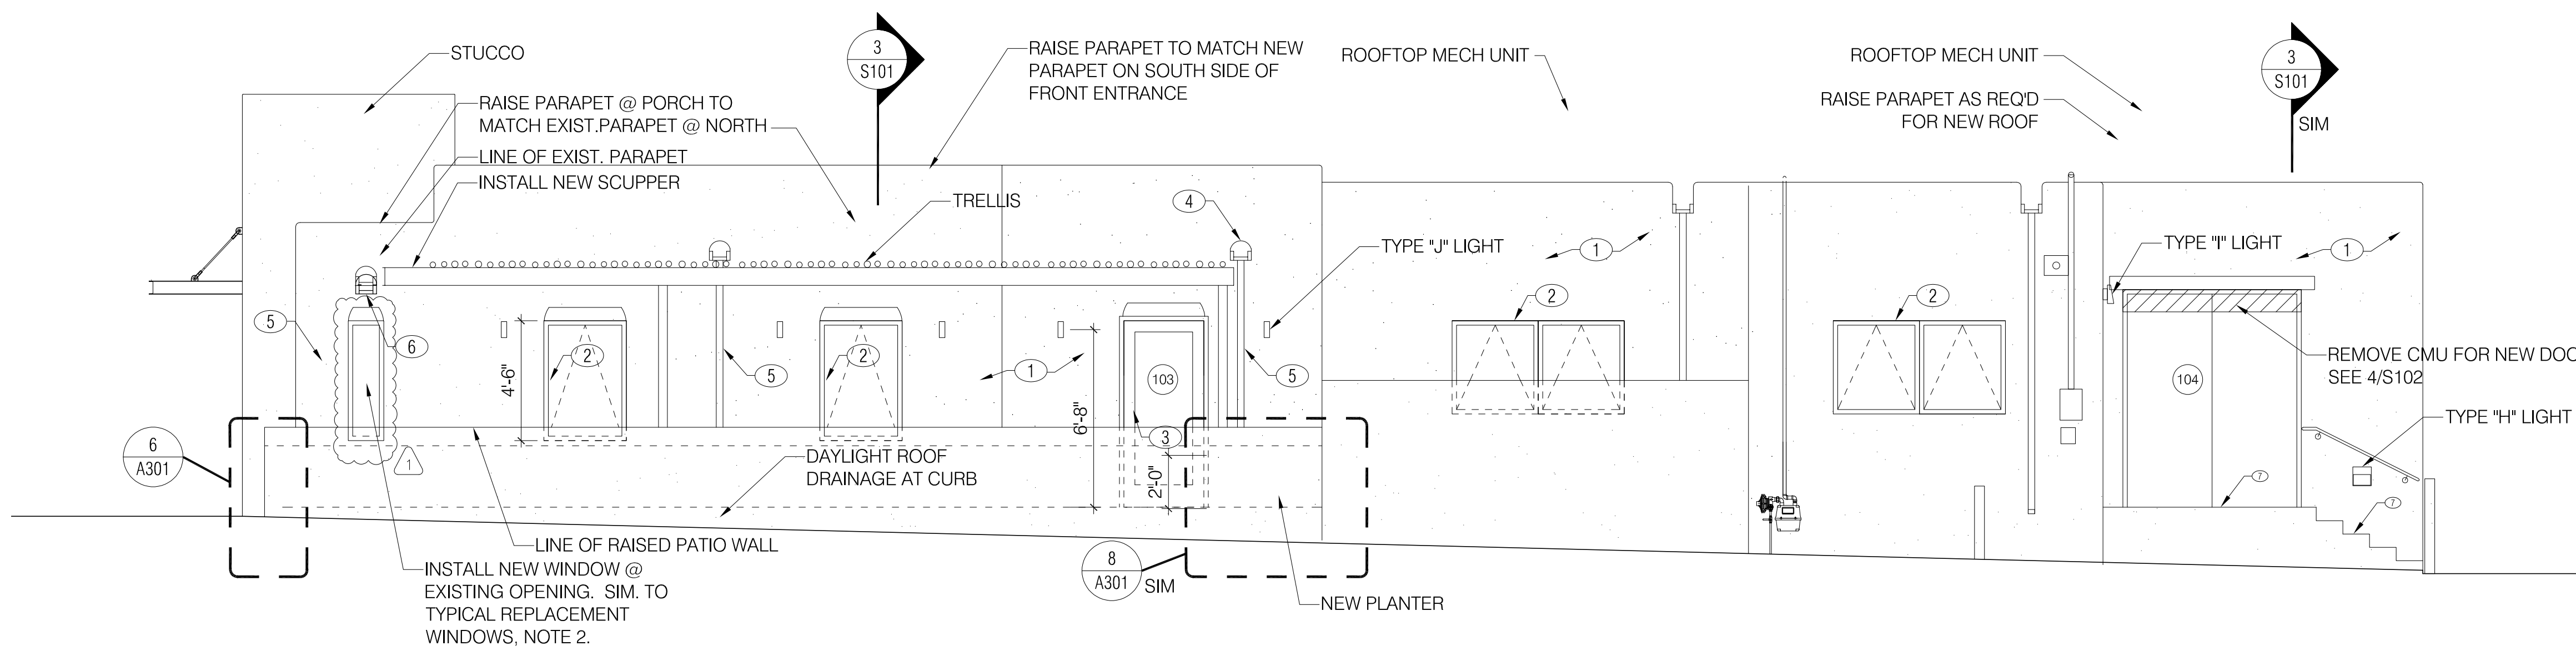 STUCCO
RAISE PARAPET @ PORCH TO
MATCH EXIST.PARAPET @ NORTH
LINE OF EXIST. PARAPET
INSTALL NEW SCUPPER
3
S101
RAISE PARAPET TO MATCH NEW
PARAPET ON SOUTH SIDE OF
FRONT ENTRANCE
TRELLIS
4
ROOFTOP MECH UNIT
TYPE "J" LIGHT
1
ROOFTOP MECH UNIT
RAISE PARAPET AS REQ'D
FOR NEW ROOF
3
S101
SIM
TYPE "I" LIGHT
1
5
6
4'-6"
2
5
2
1
103
6'-8"
3
2'-0"
5
2
2
104
REMOVE CMU FOR NEW DOO
SEE 4/S102
TYPE "H" LIGHT
7
7
6
A301
1
DAYLIGHT ROOF
DRAINAGE AT CURB
LINE OF RAISED PATIO WALL
INSTALL NEW WINDOW @
EXISTING OPENING. SIM. TO
TYPICAL REPLACEMENT
WINDOWS, NOTE 2.
8
A301
SIM
NEW PLANTER